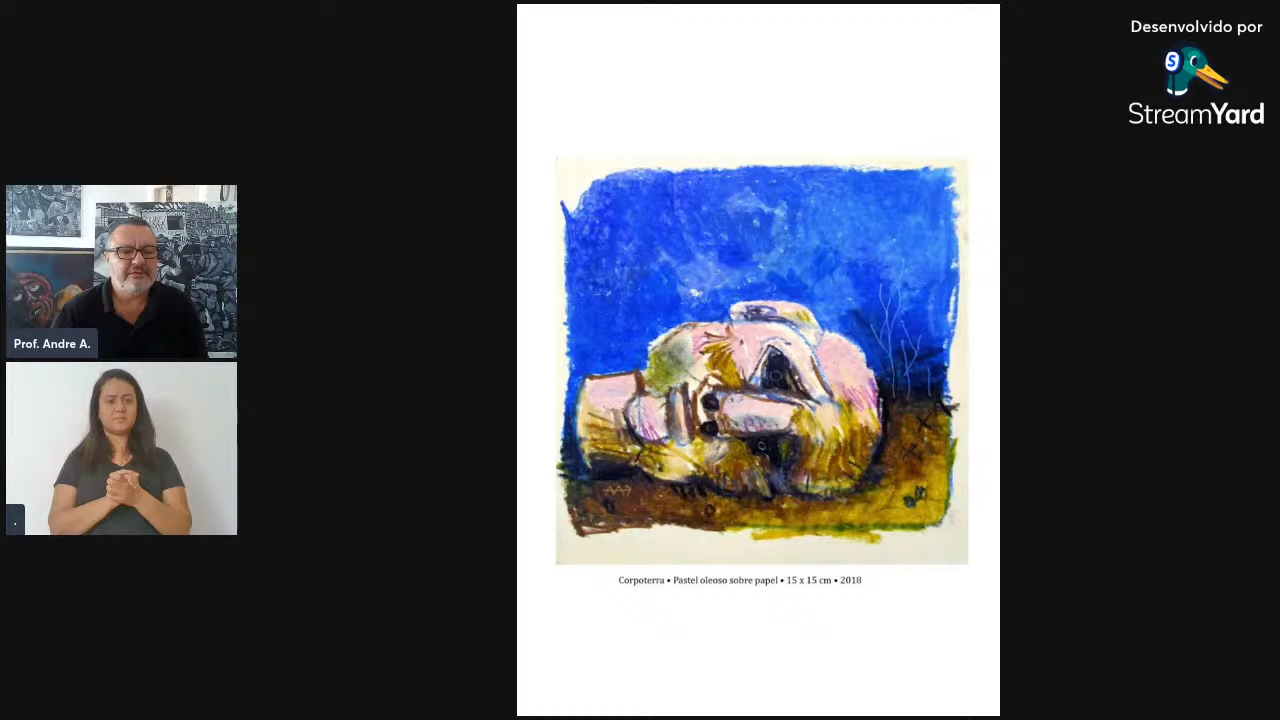 Desenvolvido por
S
StreamYard
Prof. Andre A.
.
Corpoterra • Pastel oleoso sobre papel • 15 x 15 cm • 2018